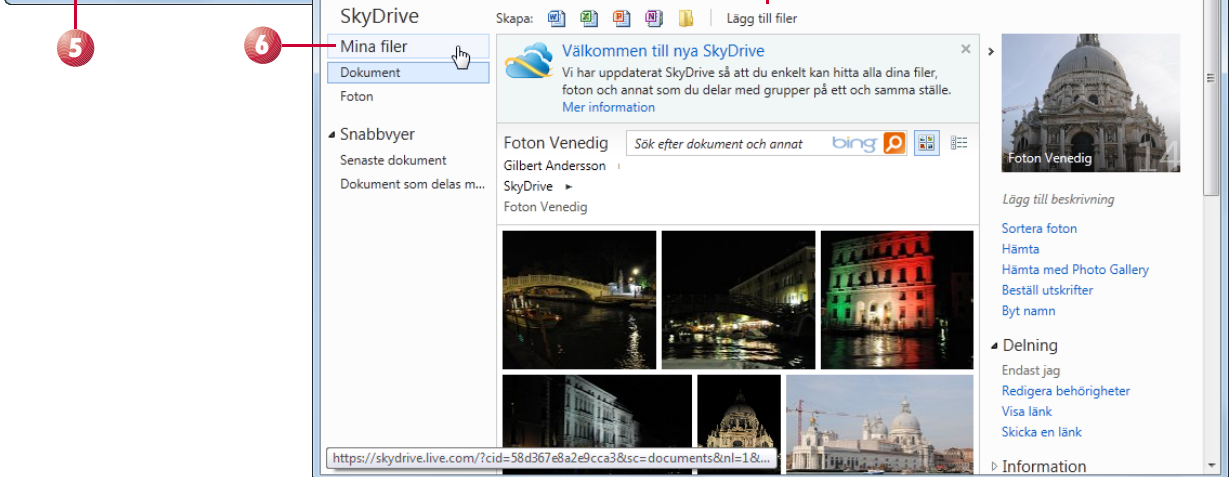 5
6
SkyDrive
Mina filer
Dokument
Foton
Snabbvyer
Senaste dokument
Dokument som delas m...
Skapa:
Lägg till filer
Välkommen till nya SkyDrive
Vi har uppdaterat SkyDrive så att du enkelt kan hitta alla dina filer,
foton och annat som du delar med grupper på ett och samma ställe.
Mer information
Foton Venedig
Sök efter dokument och annat
bing
Gilbert Andersson
SkyDrive
Foton Venedig
https://skydrive.live.com/?cid=58d367e8a2e9cca3&sc=documents&nl=1&...
Foton Venedig
14
Lägg till beskrivning
Sortera foton
Hämta
Hämta med Photo Gallery
Beställ utskrifter
Byt namn
Delning
Endast jag
Redigera behörigheter
Visa länk
Skicka en länk
Information